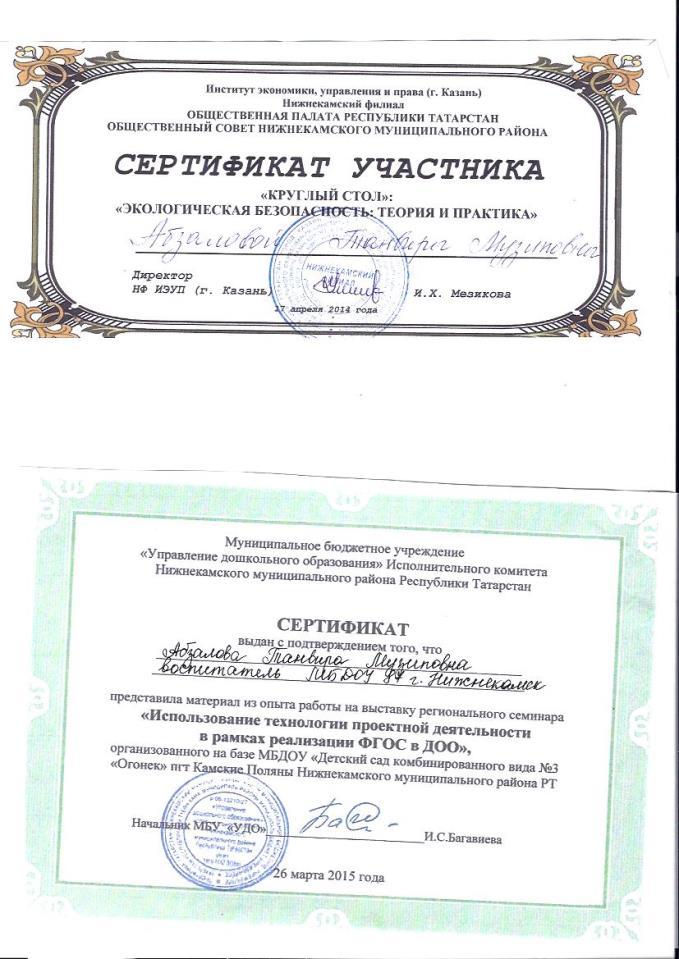 Институт экономики, управления и права (г. Казань)
Нижнекамский филиал
ОБЩЕСТВЕННАЯ ПАЛАТА РЕСПУБЛИКИ ТАТАРСТАН
ОБЩЕСТВЕННЫЙ СОВЕТ НИЖНЕКАМСКОГО МУНИЦИПАЛЬНОГО РАЙОНА
СЕРТИФИКАТ УЧАСТНИКА
«КРУГЛЫЙ СТОЛ»:
«ЭКОЛОГИЧЕСКАЯ БЕЗОПАСНОСТЬ: ТЕОРИЯ И ПРАКТИКА»
Абзаловой Танвире Музиповне
НИЖНЕКАМСКИЙ
ФИЛИАЛ
Директор
НФ ИЭУП (г. Казань) И.Х. Мезикова
17 апреля 2014 года
Муниципальное бюджетное учреждение
«Управление дошкольного образования» Исполнительного комитета
Нижнекамского муниципального района Республики Татарстан
СЕРТИФИКАТ
выдан с подтверждением того, что
Абзалова Танвира Музиповна
воспитатель МБДОУ г. Нижнекамск
представила материал из опыта работы на выставку регионального семинара
«Использование технологии проектной деятельности
в рамках реализации ФГОС в ДОО»,
организованного на базе МБДОУ «Детский сад комбинированного вида №3
«Огонек» пгт Камские Поляны Нижнекамского муниципального района РТ
Начальник МБУ «УДО» И.С.Багавиева
26 марта 2015 года